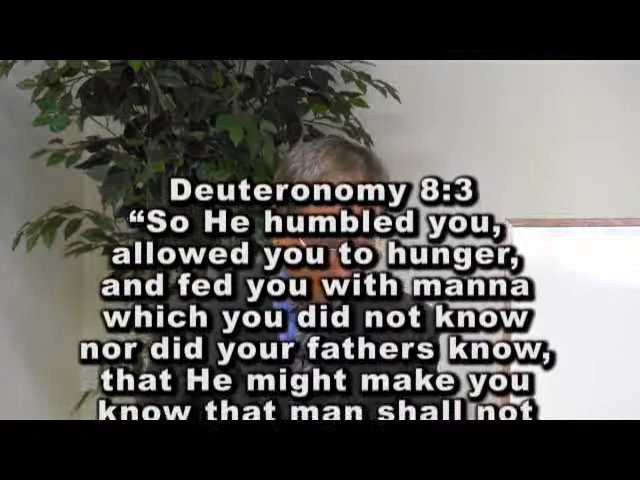 Deuteronomy 8:3
“So He humbled you,
allowed you to hunger,
and fed you with manna
which you did not know
nor did your fathers know,
that He might make you
know that man shall not